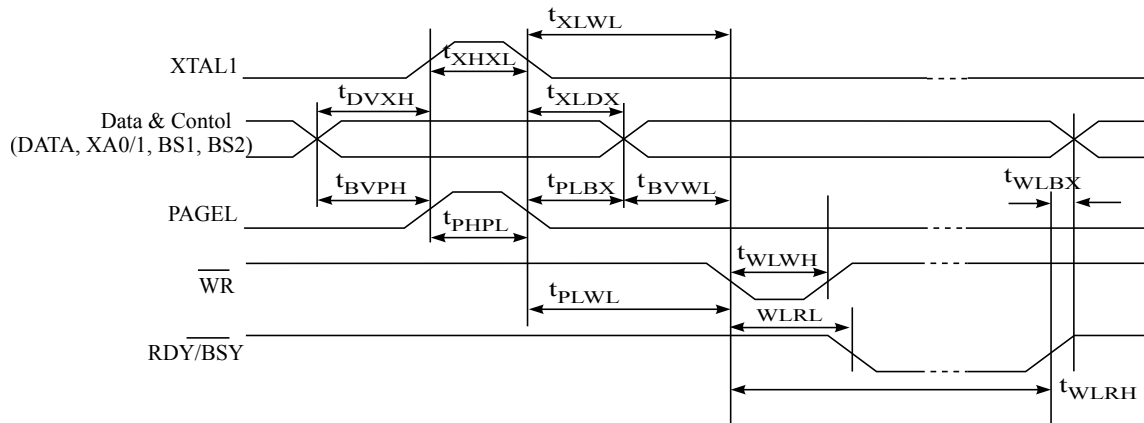 tXLWL
XTAL1
tXHXL
tDVXH
tXLDX
Data & Contol
(DATA, XA0/1, BS1, BS2)
tBVPH
tPLBX
tBVWL
tWLBX
PAGEL
tPHPL
tWLWH
WR
tPLWL
WLRL
RDY/BSY
tWLRH